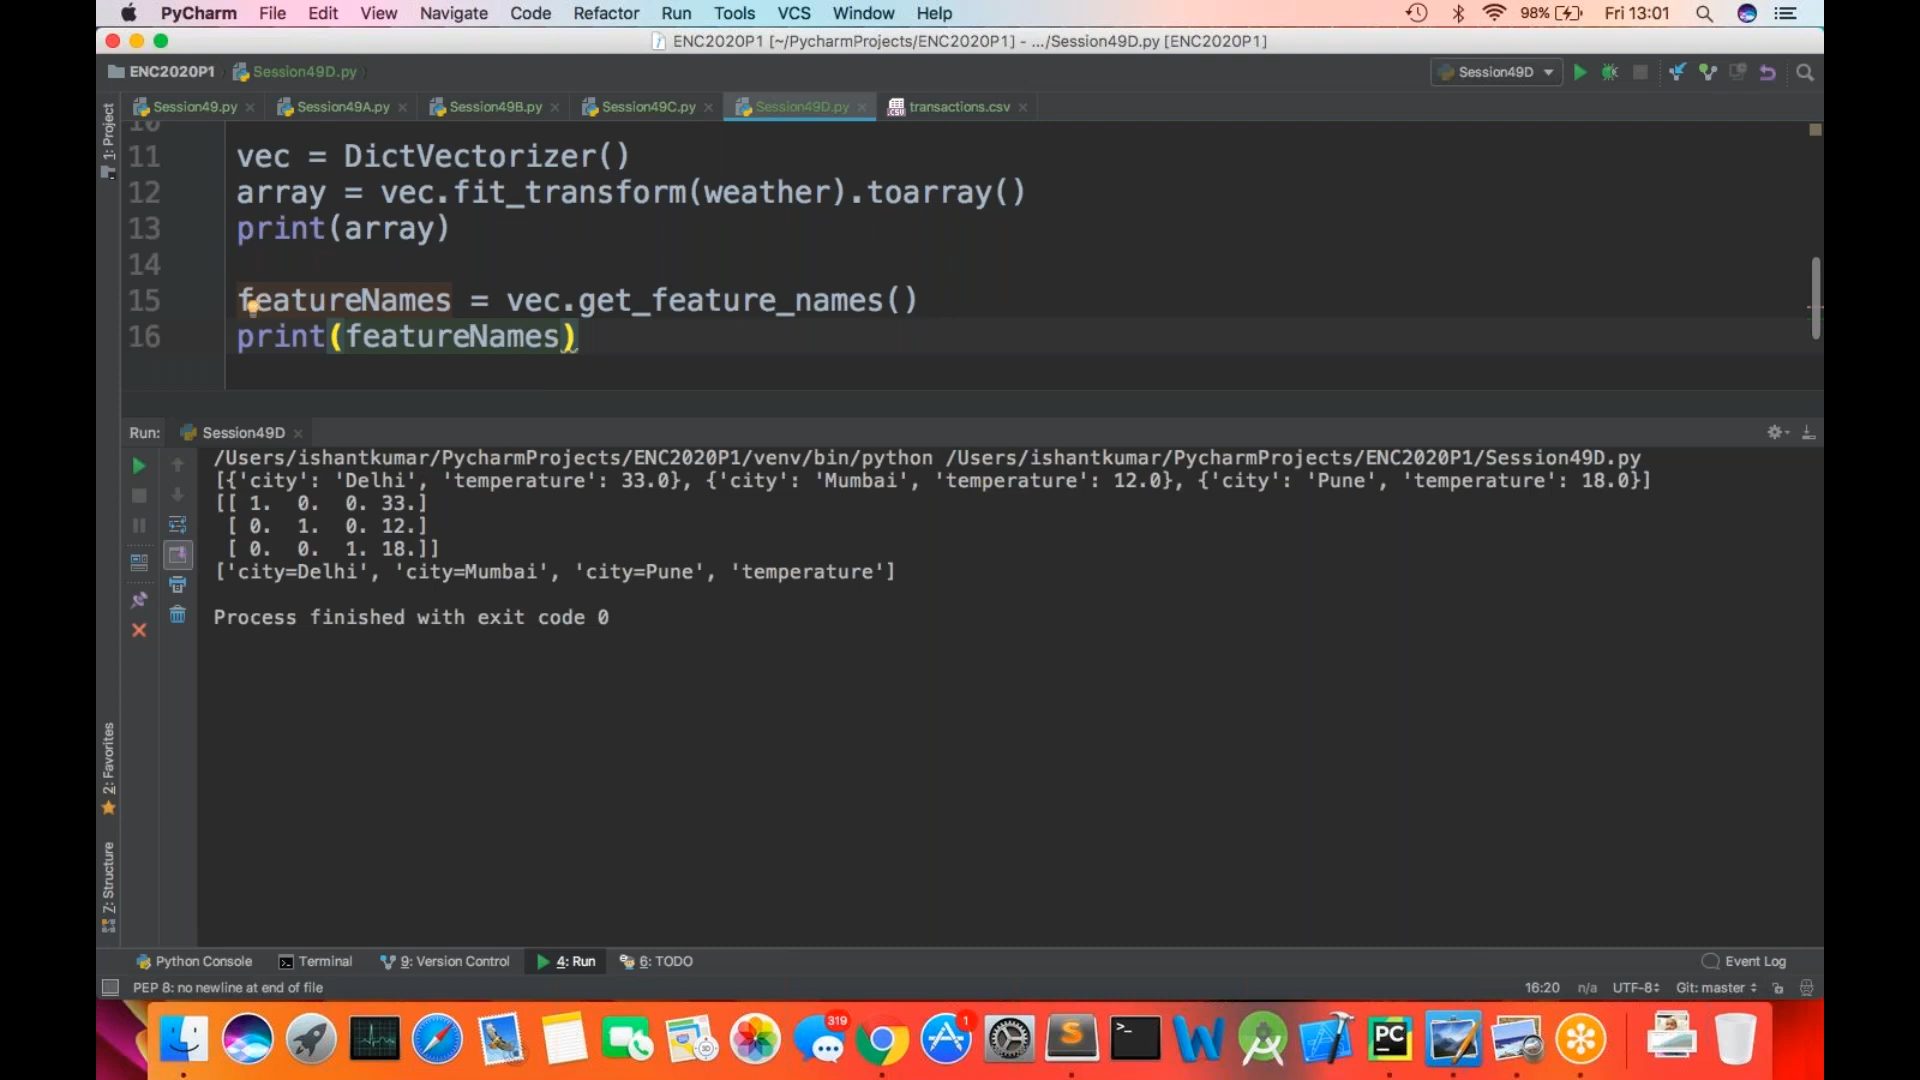 PyCharm File Edit View Navigate Code Refactor Run Tools VCS Window Help 98% Fri 13:01
ENC2020P1 [~/PycharmProjects/ENC2020P1] - .../Session49D.py [ENC2020P1]
ENC2020P1 Session49D.py Session49D
Session49.py Session49A.py Session49B.py Session49C.py Session49D.py transactions.csv
1: Project
10
11 vec = DictVectorizer()
12 array = vec.fit_transform(weather).toarray()
13 print(array)
14
15 featureNames = vec.get_feature_names()
16 print(featureNames)
Run: Session49D
/Users/ishantkumar/PycharmProjects/ENC2020P1/venv/bin/python /Users/ishantkumar/PycharmProjects/ENC2020P1/Session49D.py
[{'city': 'Delhi', 'temperature': 33.0}, {'city': 'Mumbai', 'temperature': 12.0}, {'city': 'Pune', 'temperature': 18.0}]
[[ 1. 0. 0. 33.]
[ 0. 1. 0. 12.]
[ 0. 0. 1. 18.]]
['city=Delhi', 'city=Mumbai', 'city=Pune', 'temperature']
Process finished with exit code 0
2: Favorites
7: Structure
Python Console Terminal 9: Version Control 4: Run 6: TODO Event Log
PEP 8: no newline at end of file 16:20 n/a UTF-8 Git: master
319 1
S >_ W PC